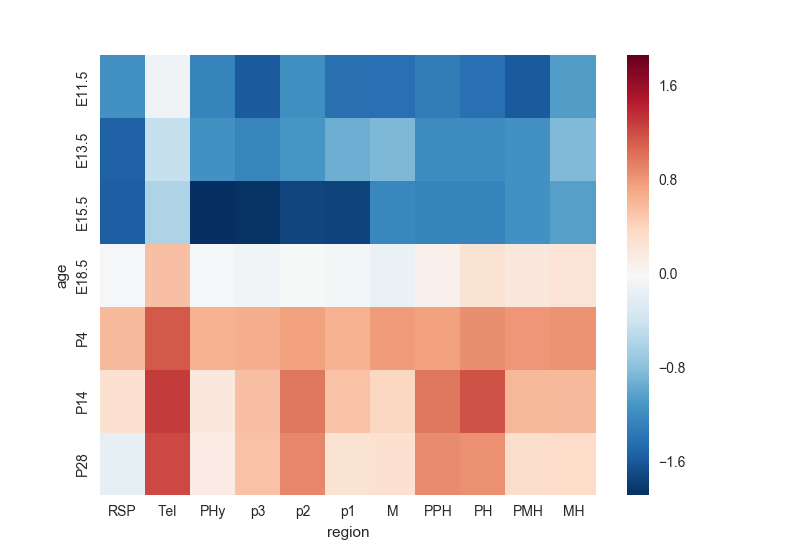 age
E11.5
E13.5
E15.5
E18.5
P4
P14
P28
RSP Tel PHy p3 p2 p1 M PPH PH PMH MH
region
1.6
0.8
0.0
−0.8
−1.6